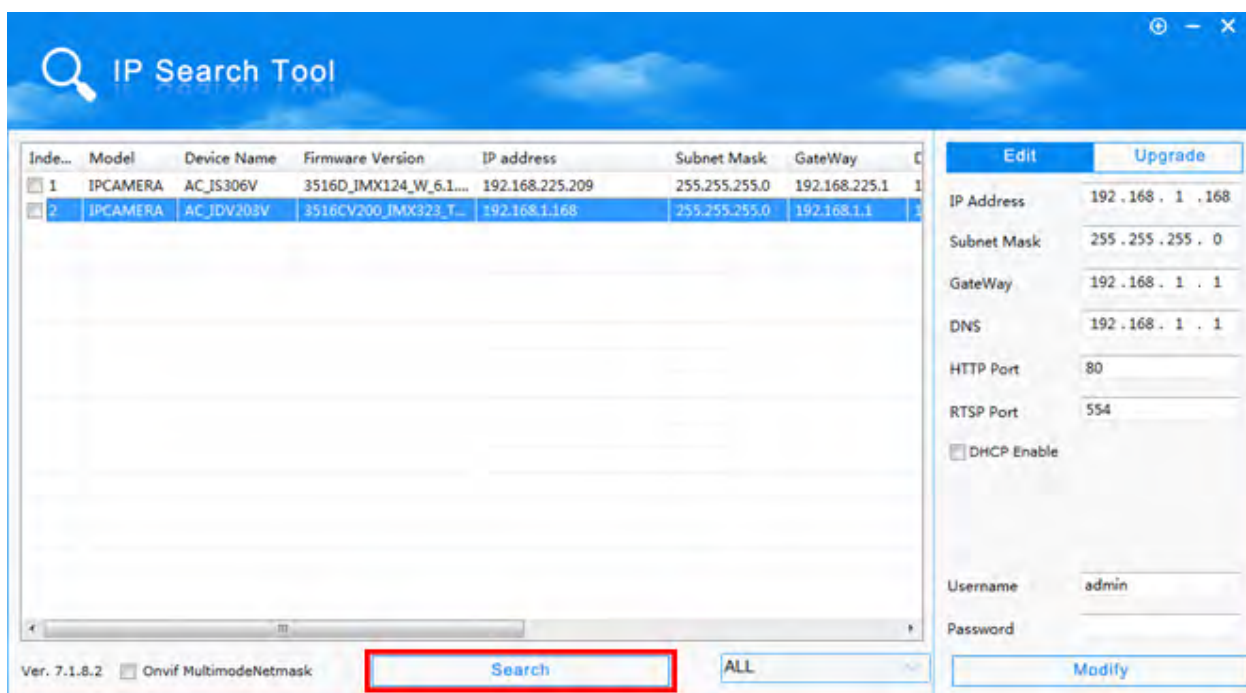 IP Search Tool
Inde... Model Device Name Firmware Version IP address Subnet Mask GateWay
1 IPCAMERA AC_IS306V 3516D_IMX124_W_6.1.... 192.168.225.209 255.255.255.0 192.168.225.1 1
2 IPCAMERA AC_IDV203V 3516CV200_IMX323_T... 192.168.1.168 255.255.255.0 192.168.1.1 1
Edit Upgrade
IP Address 192 . 168 . 1 . 168
Subnet Mask 255 . 255 . 255 . 0
GateWay 192 . 168 . 1 . 1
DNS 192 . 168 . 1 . 1
HTTP Port 80
RTSP Port 554
DHCP Enable
Username admin
Password
Ver. 7.1.8.2 Onvif MultimodeNetmask Search ALL Modify